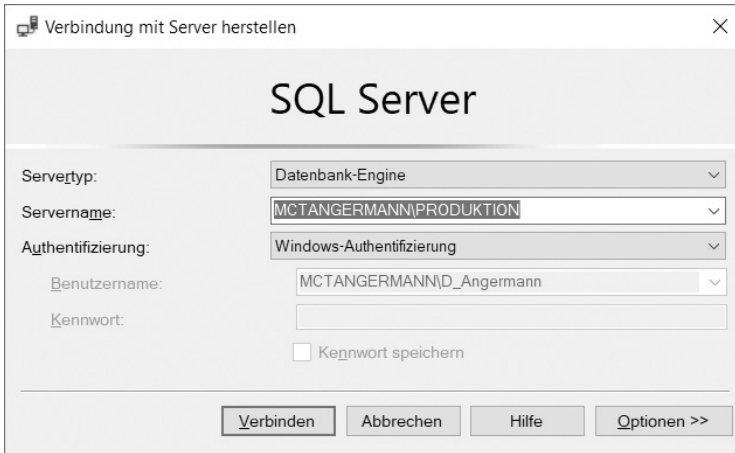 Verbindung mit Server herstellen
SQL Server
Servertyp: Datenbank-Engine
Servername: MCTANGERMANN\PRODUKTION
Authentifizierung: Windows-Authentifizierung
Benutzername: MCTANGERMANN\D_Angermann
Kennwort:
Kennwort speichern
Verbinden Abbrechen Hilfe Optionen >>